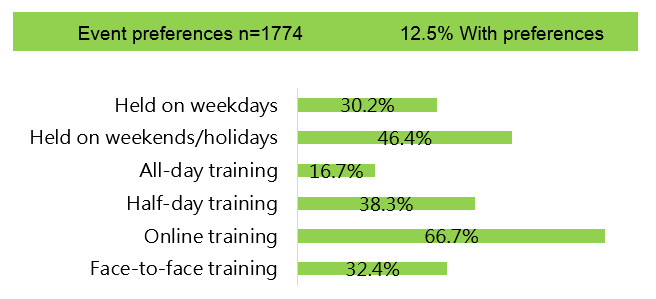 Event preferences n=1774 12.5% With preferences
Held on weekdays 30.2%
Held on weekends/holidays 46.4%
All-day training 16.7%
Half-day training 38.3%
Online training 66.7%
Face-to-face training 32.4%